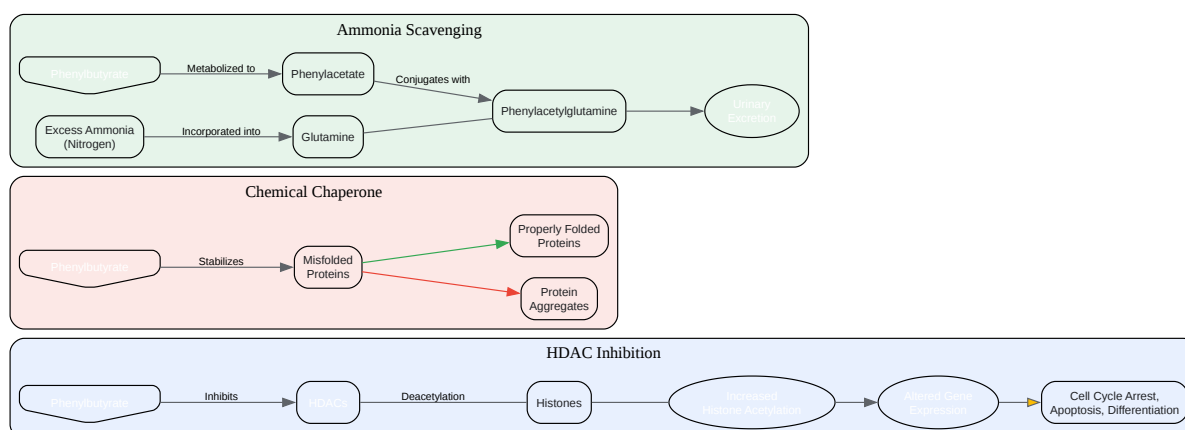 Ammonia Scavenging
Phenylbutyrate
Metabolized to
Phenylacetate
Conjugates with
Phenylacetylglutamine
Urinary
Excretion
Excess Ammonia
(Nitrogen)
Incorporated into
Glutamine
Chemical Chaperone
Phenylbutyrate
Stabilizes
Misfolded
Proteins
Properly Folded
Proteins
Protein
Aggregates
HDAC Inhibition
Phenylbutyrate
Inhibits
HDACs
Deacetylation
Histones
Increased
Histone Acetylation
Altered Gene
Expression
Cell Cycle Arrest,
Apoptosis, Differentiation